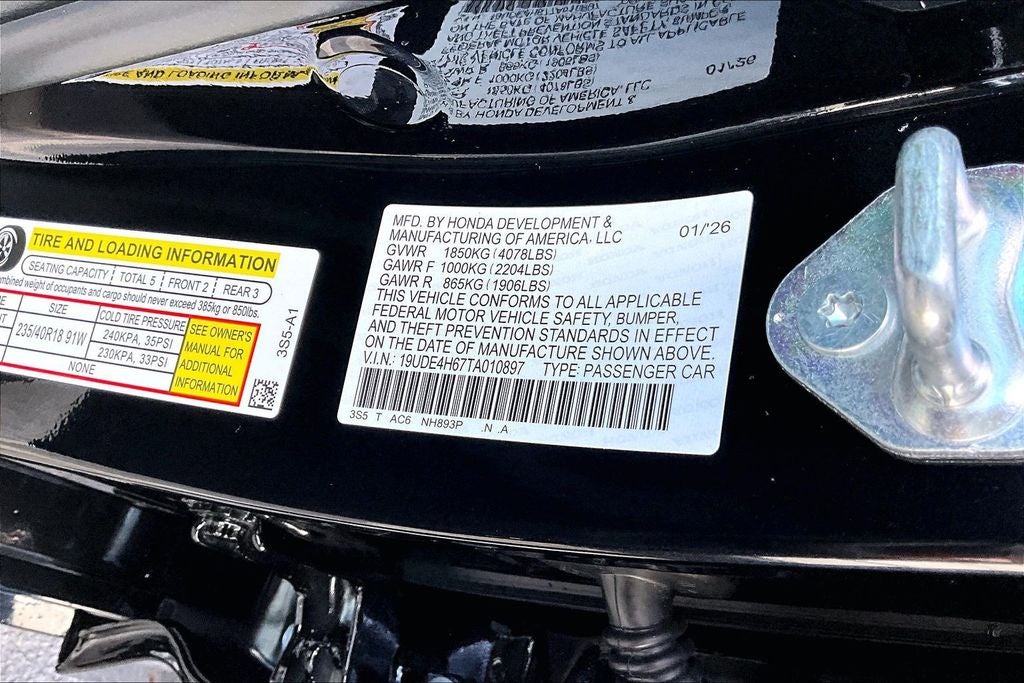 TIRE AND LOADING INFORMATION
SEATING CAPACITY TOTAL 5 FRONT 2 REAR 3
combined weight of occupants and cargo should never exceed 385kg or 850lbs.
SIZE COLD TIRE PRESSURE
235/40R18 91W 240KPA, 35PSI
230KPA, 33PSI
NONE
SEE OWNER'S
MANUAL FOR
ADDITIONAL
INFORMATION
3S5-A1
MFD. BY HONDA DEVELOPMENT &
MANUFACTURING OF AMERICA, LLC 01/'26
GVWR 1850KG (4078LBS)
GAWR F 1000KG (2204LBS)
GAWR R 865KG (1906LBS)
THIS VEHICLE CONFORMS TO ALL APPLICABLE
FEDERAL MOTOR VEHICLE SAFETY, BUMPER,
AND THEFT PREVENTION STANDARDS IN EFFECT
ON THE DATE OF MANUFACTURE SHOWN ABOVE.
V.I.N.: 19UDE4H67TA010897 TYPE: PASSENGER CAR
3S5 T AC6 NH893P .N .A